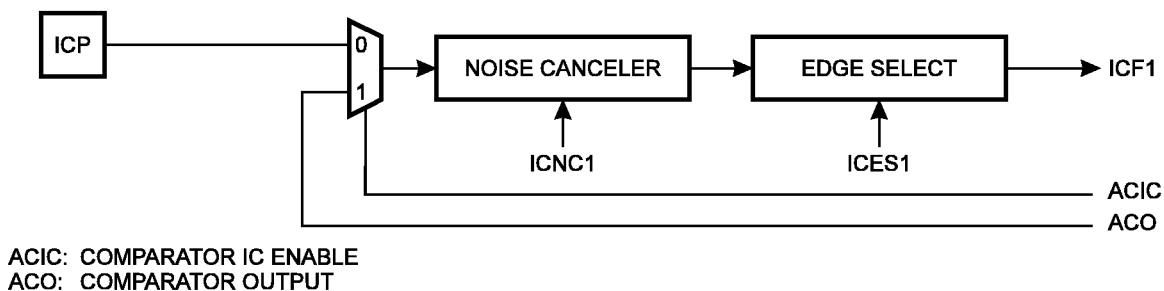 ICP
0
1
NOISE CANCELER
EDGE SELECT
ICF1
ICNC1
ICES1
ACIC
ACO
ACIC: COMPARATOR IC ENABLE
ACO: COMPARATOR OUTPUT